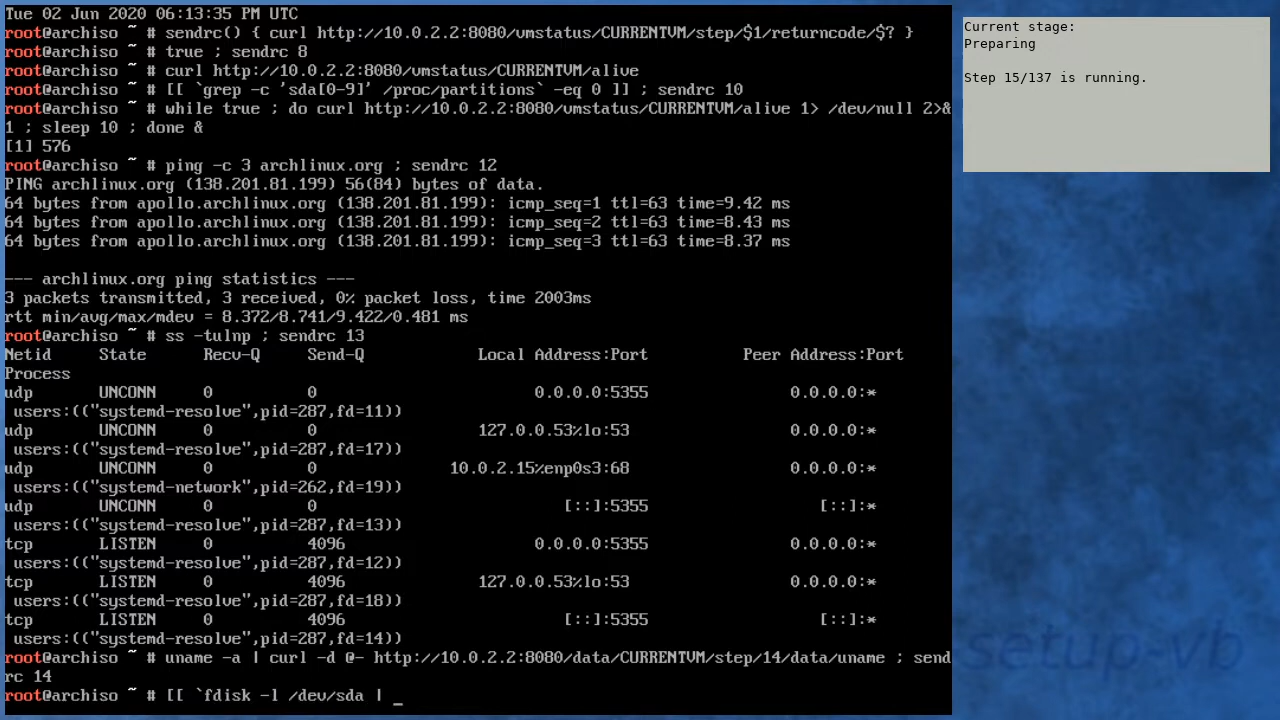 Tue 02 Jun 2020 06:13:35 PM UTC
root@archiso ~ # sendrc() { curl http://10.0.2.2:8080/vmstatus/CURRENTVM/step/$1/returncode/$? }
root@archiso ~ # true ; sendrc 8
root@archiso ~ # curl http://10.0.2.2:8080/vmstatus/CURRENTVM/alive
root@archiso ~ # [[ `grep -c 'sda[0-9]' /proc/partitions` -eq 0 ]] ; sendrc 10
root@archiso ~ # while true ; do curl http://10.0.2.2:8080/vmstatus/CURRENTVM/alive 1> /dev/null 2>&
1 ; sleep 10 ; done &
[1] 576
root@archiso ~ # ping -c 3 archlinux.org ; sendrc 12
PING archlinux.org (138.201.81.199) 56(84) bytes of data.
64 bytes from apollo.archlinux.org (138.201.81.199): icmp_seq=1 ttl=63 time=9.42 ms
64 bytes from apollo.archlinux.org (138.201.81.199): icmp_seq=2 ttl=63 time=8.43 ms
64 bytes from apollo.archlinux.org (138.201.81.199): icmp_seq=3 ttl=63 time=8.37 ms
--- archlinux.org ping statistics ---
3 packets transmitted, 3 received, 0% packet loss, time 2003ms
rtt min/avg/max/mdev = 8.372/8.741/9.422/0.481 ms
root@archiso ~ # ss -tulnp ; sendrc 13
Netid State Recv-Q Send-Q Local Address:Port Peer Address:Port
Process
udp UNCONN 0 0 0.0.0.0:5355 0.0.0.0:*
users:(("systemd-resolve",pid=287,fd=11))
udp UNCONN 0 0 127.0.0.53%lo:53 0.0.0.0:*
users:(("systemd-resolve",pid=287,fd=17))
udp UNCONN 0 0 10.0.2.15%enp0s3:68 0.0.0.0:*
users:(("systemd-network",pid=262,fd=19))
udp UNCONN 0 0 [::]:5355 [::]:*
users:(("systemd-resolve",pid=287,fd=13))
tcp LISTEN 0 4096 0.0.0.0:5355 0.0.0.0:*
users:(("systemd-resolve",pid=287,fd=12))
tcp LISTEN 0 4096 127.0.0.53%lo:53 0.0.0.0:*
users:(("systemd-resolve",pid=287,fd=18))
tcp LISTEN 0 4096 [::]:5355 [::]:*
users:(("systemd-resolve",pid=287,fd=14))
root@archiso ~ # uname -a | curl -d @- http://10.0.2.2:8080/data/CURRENTVM/step/14/data/uname ; send
rc 14
root@archiso ~ # [[ `fdisk -l /dev/sda | _
Current stage:
Preparing
Step 15/137 is running.
setup-vb